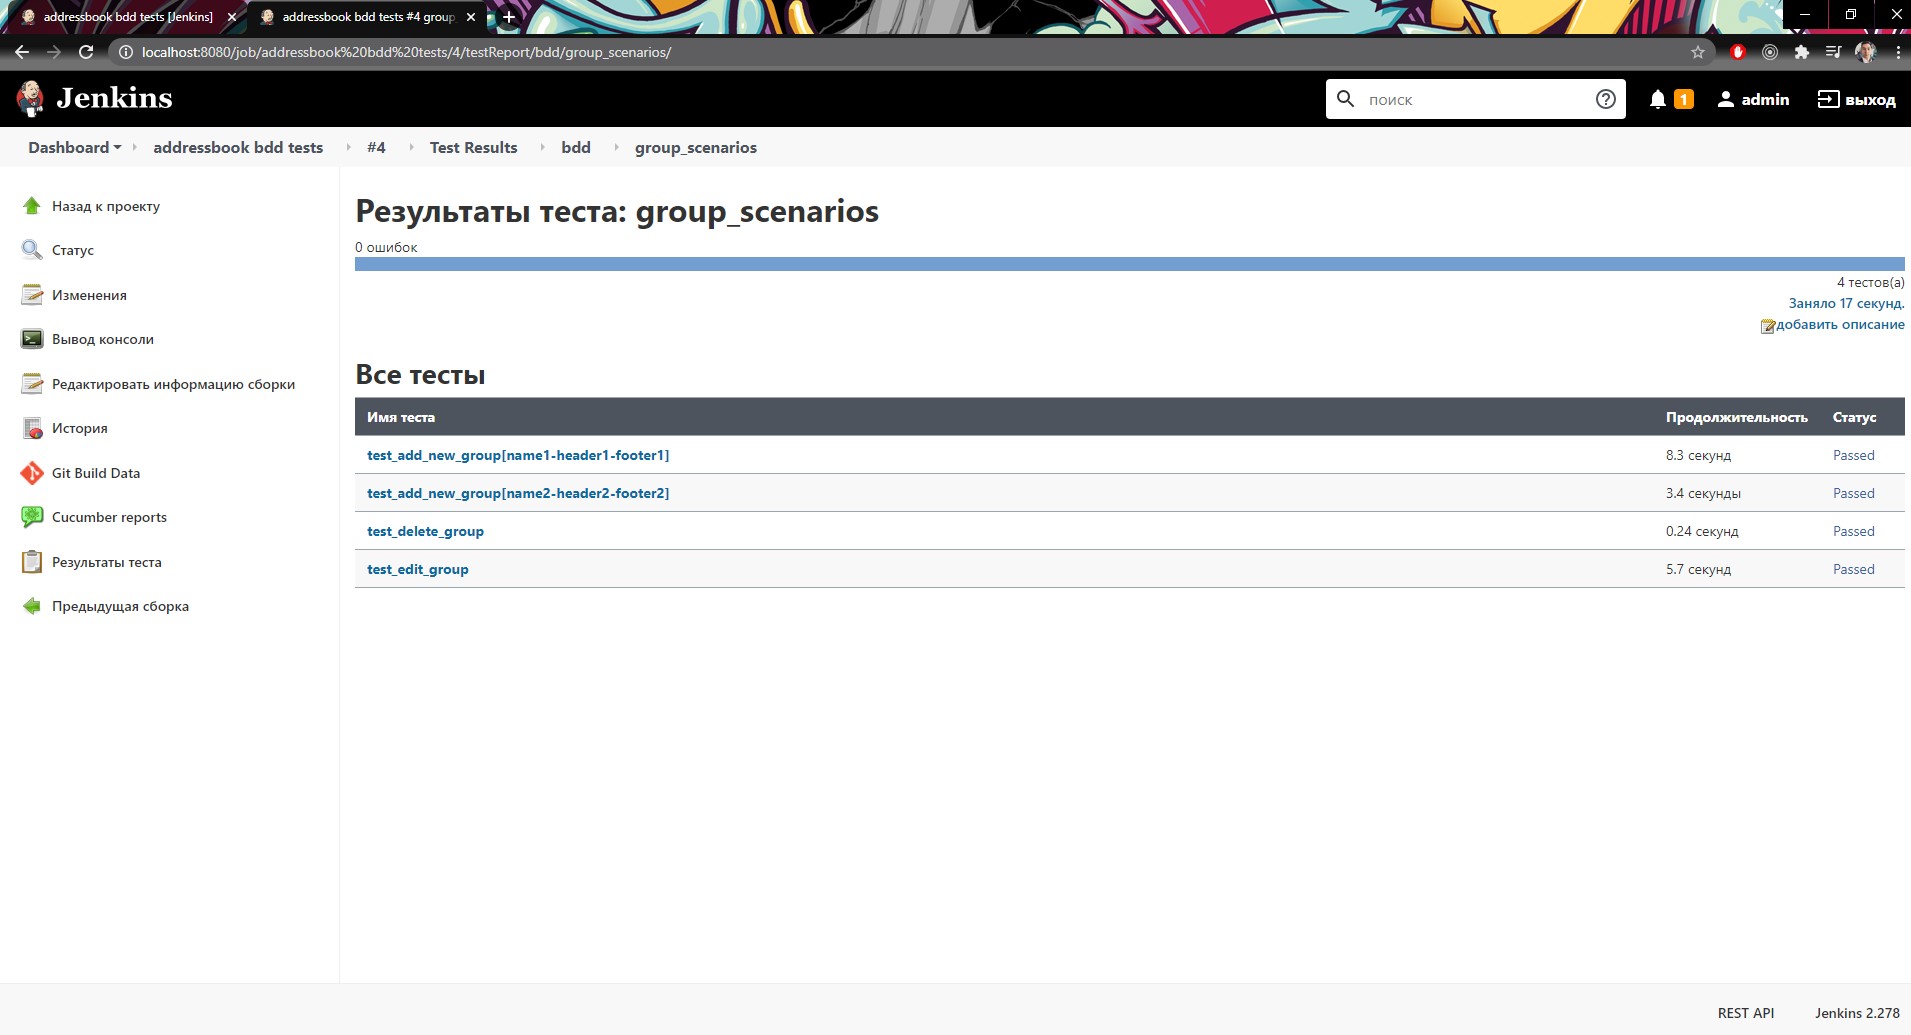 addressbook bdd tests [Jenkins]
addressbook bdd tests #4 group
localhost:8080/job/addressbook%20bdd%20tests/4/testReport/bdd/group_scenarios/
Jenkins
поиск
1
admin
выход
Dashboard
addressbook bdd tests
#4
Test Results
bdd
group_scenarios
Назад к проекту
Статус
Изменения
Вывод консоли
Редактировать информацию сборки
История
Git Build Data
Cucumber reports
Результаты теста
Предыдущая сборка
Результаты теста: group_scenarios
0 ошибок
4 тестов(а)
Заняло 17 секунд.
добавить описание
Все тесты
Имя теста Продолжительность Статус
test_add_new_group[name1-header1-footer1] 8.3 секунд Passed
test_add_new_group[name2-header2-footer2] 3.4 секунды Passed
test_delete_group 0.24 секунд Passed
test_edit_group 5.7 секунд Passed
REST API
Jenkins 2.278